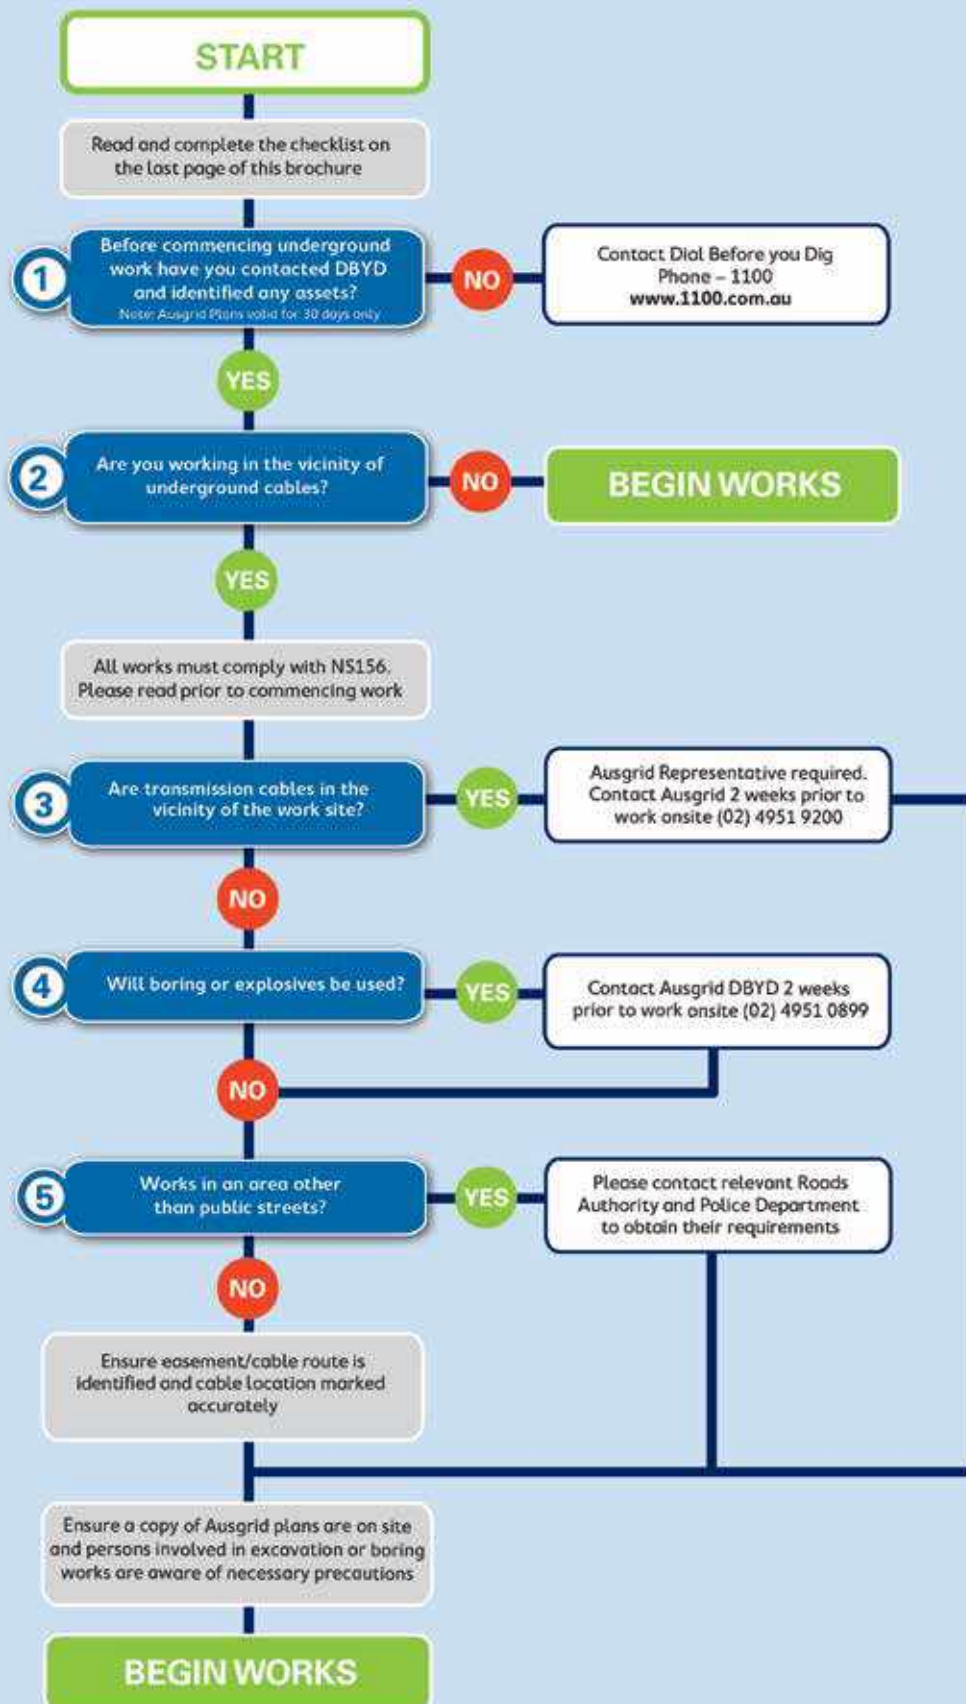 START
Read and complete the checklist on
the last page of this brochure
1
Before commencing underground
work have you contacted DBYD
and identified any assets?
Note: Ausgrid Plans valid for 30 days only
NO
Contact Dial Before you Dig
Phone – 1100
www.1100.com.au
YES
2
Are you working in the vicinity of
underground cables?
NO
BEGIN WORKS
YES
All works must comply with NS156.
Please read prior to commencing work
3
Are transmission cables in the
vicinity of the work site?
YES
Ausgrid Representative required.
Contact Ausgrid 2 weeks prior to
work onsite (02) 4951 9200
NO
4
Will boring or explosives be used?
YES
Contact Ausgrid DBYD 2 weeks
prior to work onsite (02) 4951 0899
NO
5
Works in an area other
than public streets?
YES
Please contact relevant Roads
Authority and Police Department
to obtain their requirements
NO
Ensure easement/cable route is
identified and cable location marked
accurately
Ensure a copy of Ausgrid plans are on site
and persons involved in excavation or boring
works are aware of necessary precautions
BEGIN WORKS